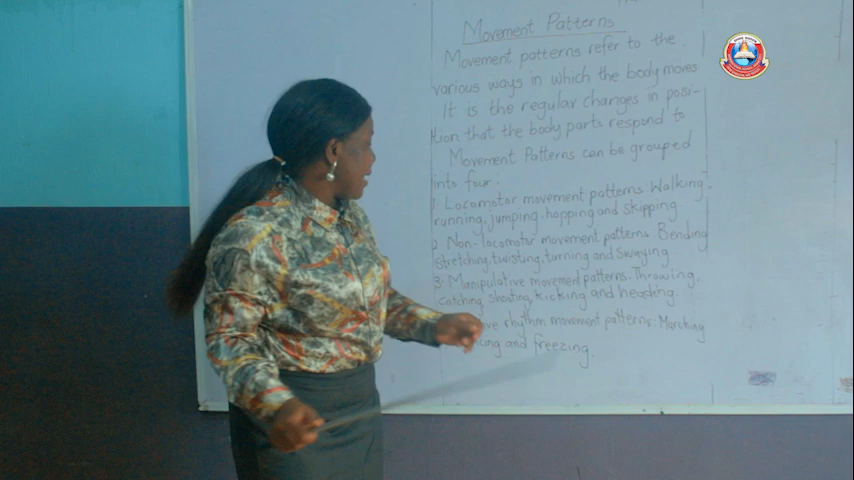 Movement Patterns
Movement patterns refer to the
various ways in which the body moves
It is the regular changes in posi-
tion that the body parts respond to
Movement Patterns can be grouped
into four.
1. Locomotor movement patterns: Walking,
running, jumping, hopping and skipping.
2. Non-locomotor movement patterns. Bending
stretching, twisting, turning and swaying
3. Manipulative movement patterns. Throwing,
catching, shooting, kicking and heading.
rhythm movement patterns: Marching
and freezing.